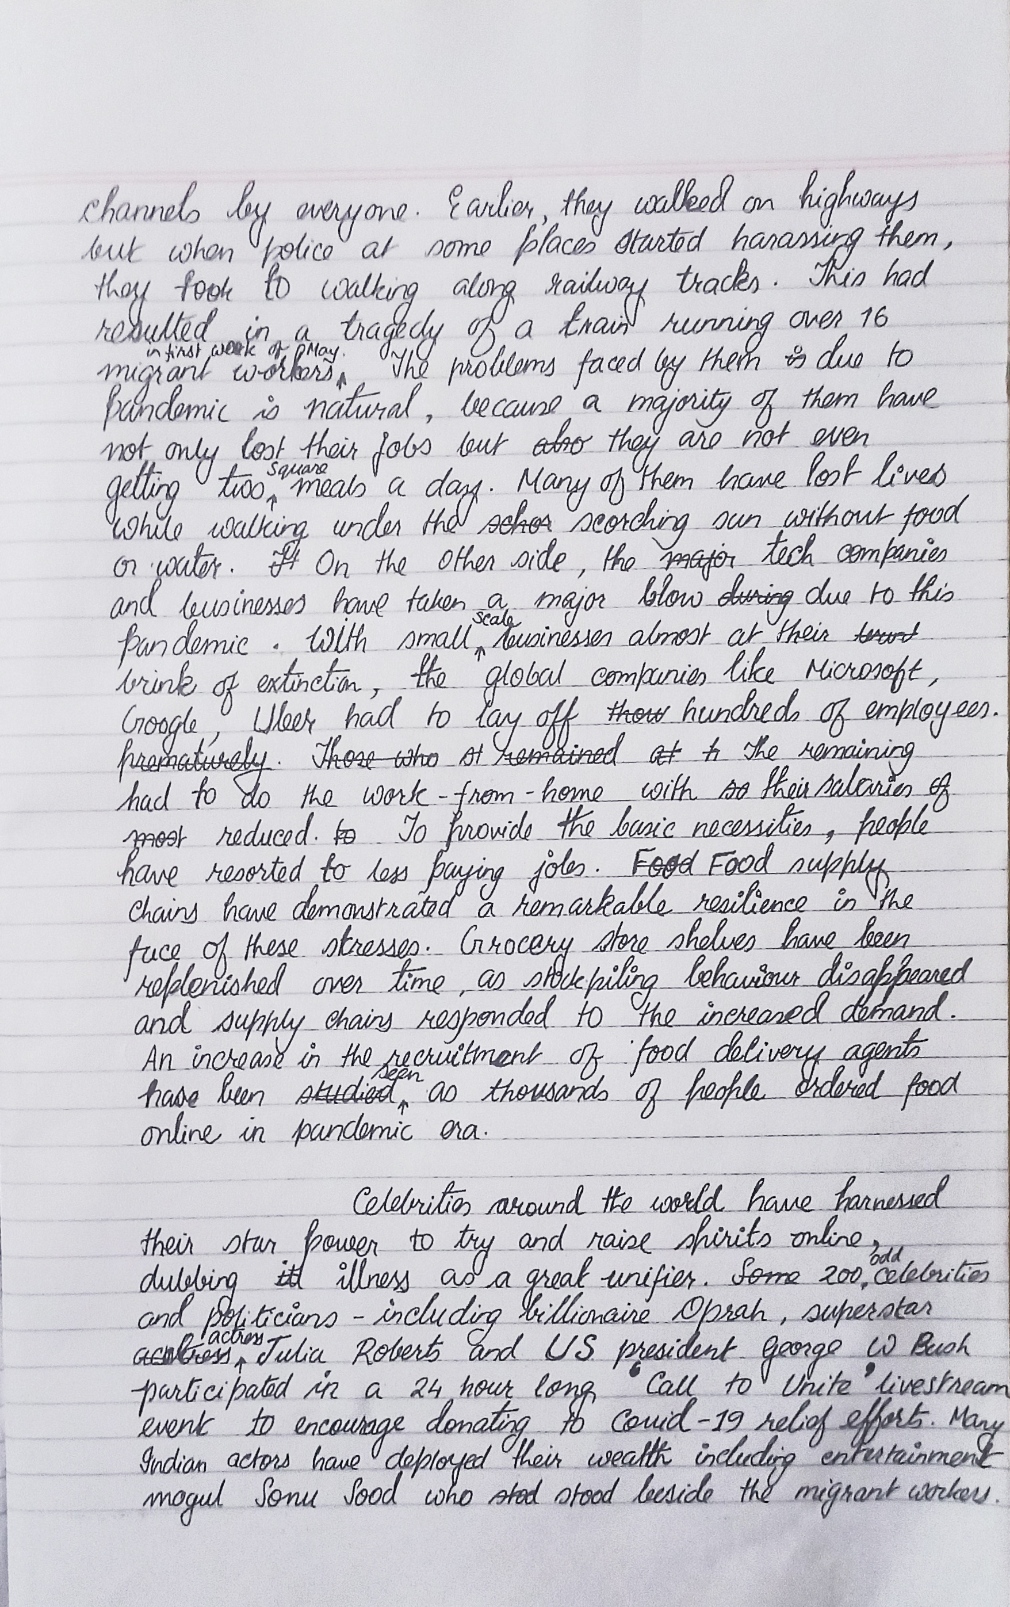 channels by everyone. Earlier, they walked on highways
but when police at some places started harassing them,
they took to walking along railway tracks. This had
resulted in a tragedy of a train running over 16
in first week of May.
migrant workers. The problems faced by them is due to
pandemic is natural, because a majority of them have
not only lost their jobs but also they are not even
square
getting two meals a day. Many of them have lost lives
while walking under the schor scorching sun without food
or water. If On the other side, the major tech companies
and businesses have taken a major blow during due to this
scale
pandemic. With small businesses almost at their
brink of extinction, the global companies like Microsoft,
Google, Uber had to lay off thou hundreds of employees.
prematurely. Those who st remained at h The remaining
had to do the work-from-home with so their salaries of
most reduced. to To provide the basic necessities, people
have resorted to less paying jobs. Food Food supply
chains have demonstrated a remarkable resilience in the
face of these stresses. Grocery store shelves have been
replenished over time, as stockpiling behaviour disappeared
and supply chains responded to the increased demand.
An increase in the recruitment of food delivery agents
seen
have been studied as thousands of people ordered food
online in pandemic era.
Celebrities around the world have harnessed
their star power to try and raise spirits online,
odd
dubbing ill illness as a great unifier. Some 200, celebrities
and politicians - including billionaire Oprah, superstar
actress
Julia Roberts and US president George W Bush
participated in a 24 hour long 'Call to Unite' livestream
event to encourage donating to Covid-19 relief efforts. Many
Indian actors have deployed their wealth including entertainment
mogul Sonu Sood who stod stood beside the migrant workers.